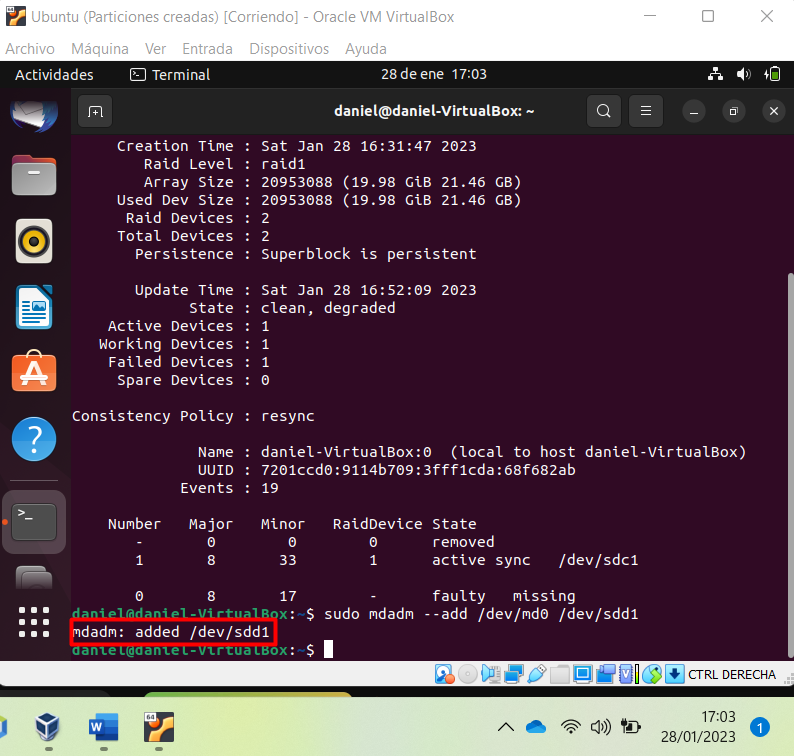 Ubuntu (Particiones creadas) [Corriendo] - Oracle VM VirtualBox
Archivo Máquina Ver Entrada Dispositivos Ayuda
Actividades Terminal 28 de ene 17:03
daniel@daniel-VirtualBox: ~
Creation Time : Sat Jan 28 16:31:47 2023
Raid Level : raid1
Array Size : 20953088 (19.98 GiB 21.46 GB)
Used Dev Size : 20953088 (19.98 GiB 21.46 GB)
Raid Devices : 2
Total Devices : 2
Persistence : Superblock is persistent
Update Time : Sat Jan 28 16:52:09 2023
State : clean, degraded
Active Devices : 1
Working Devices : 1
Failed Devices : 1
Spare Devices : 0
Consistency Policy : resync
Name : daniel-VirtualBox:0 (local to host daniel-VirtualBox)
UUID : 7201ccd0:9114b709:3fff1cda:68f682ab
Events : 19
Number Major Minor RaidDevice State
- 0 0 0 removed
1 8 33 1 active sync /dev/sdc1
0 8 17 - faulty missing
daniel@daniel-VirtualBox:~$ sudo mdadm --add /dev/md0 /dev/sdd1
mdadm: added /dev/sdd1
daniel@daniel-VirtualBox:~$
CTRL DERECHA
W
64
17:03
28/01/2023
1